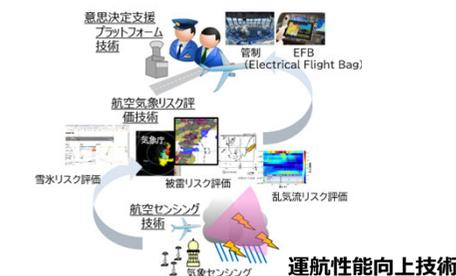 意思決定支援
プラットフォーム
技術
管制
EFB
(Electrical Flight Bag)
航空気象リスク評
価技術
気象庁
雪氷リスク評価
被雷リスク評価
乱気流リスク評価
航空センシング
技術
気象センシング
運航性能向上技術